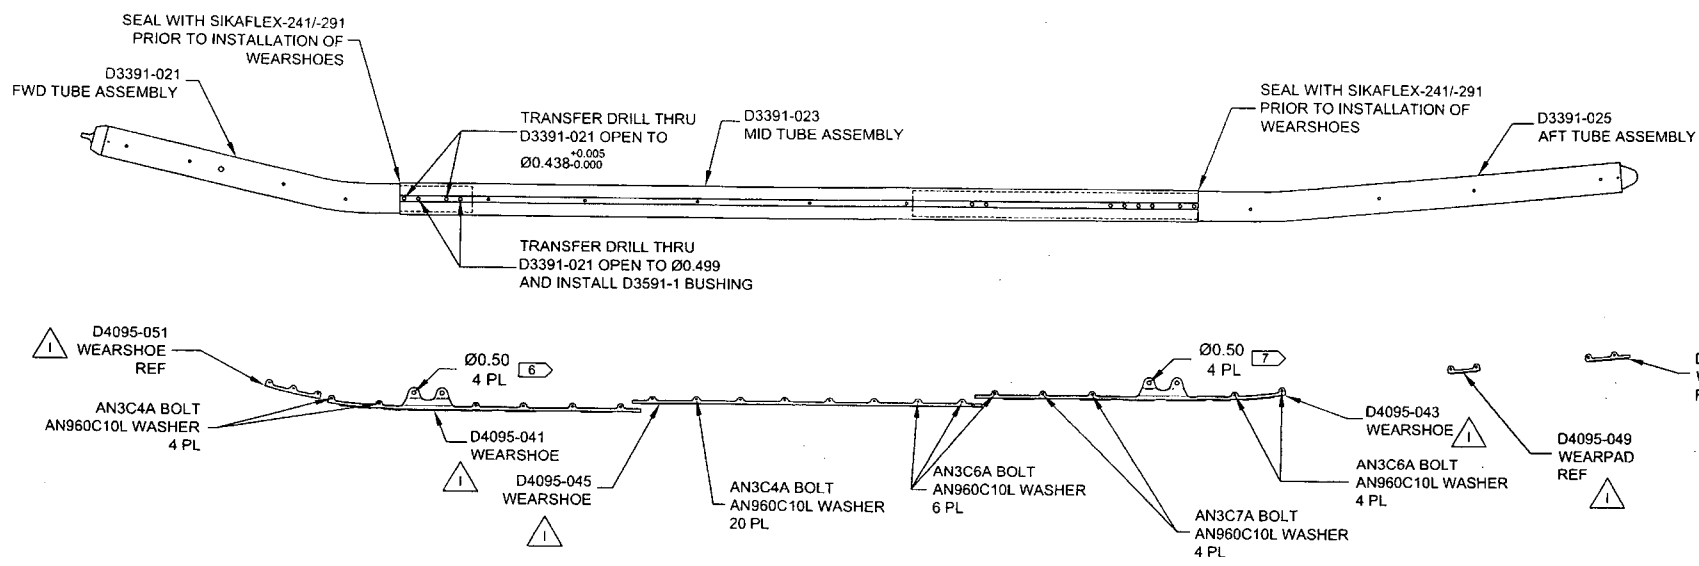 SEAL WITH SIKAFLEX-241/-291
PRIOR TO INSTALLATION OF
WEARSHOES
D3391-021
FWD TUBE ASSEMBLY
TRANSFER DRILL THRU
D3391-021 OPEN TO
Ø0.438 +0.005 -0.000
D3391-023
MID TUBE ASSEMBLY
SEAL WITH SIKAFLEX-241/-291
PRIOR TO INSTALLATION OF
WEARSHOES
D3391-025
AFT TUBE ASSEMBLY
TRANSFER DRILL THRU
D3391-021 OPEN TO Ø0.499
AND INSTALL D3591-1 BUSHING
1
D4095-051
WEARSHOE
REF
Ø0.50
4 PL
6
Ø0.50
4 PL
7
AN3C4A BOLT
AN960C10L WASHER
4 PL
D4095-041
WEARSHOE
1
D4095-045
WEARSHOE
1
AN3C4A BOLT
AN960C10L WASHER
20 PL
AN3C6A BOLT
AN960C10L WASHER
6 PL
AN3C7A BOLT
AN960C10L WASHER
4 PL
D4095-043
WEARSHOE
1
AN3C6A BOLT
AN960C10L WASHER
4 PL
D4095-049
WEARPAD
REF
1